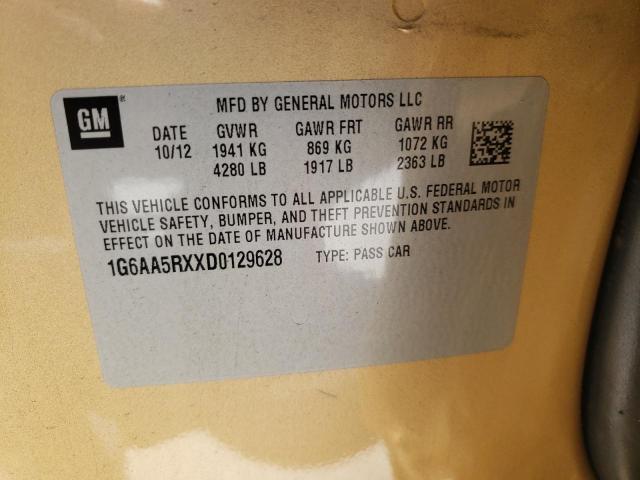 GM
MFD BY GENERAL MOTORS LLC
DATE GVWR GAWR FRT GAWR RR
10/12 1941 KG 869 KG 1072 KG
4280 LB 1917 LB 2363 LB
THIS VEHICLE CONFORMS TO ALL APPLICABLE U.S. FEDERAL MOTOR
VEHICLE SAFETY, BUMPER, AND THEFT PREVENTION STANDARDS IN
EFFECT ON THE DATE OF MANUFACTURE SHOWN ABOVE.
1G6AA5RXXD0129628 TYPE: PASS CAR